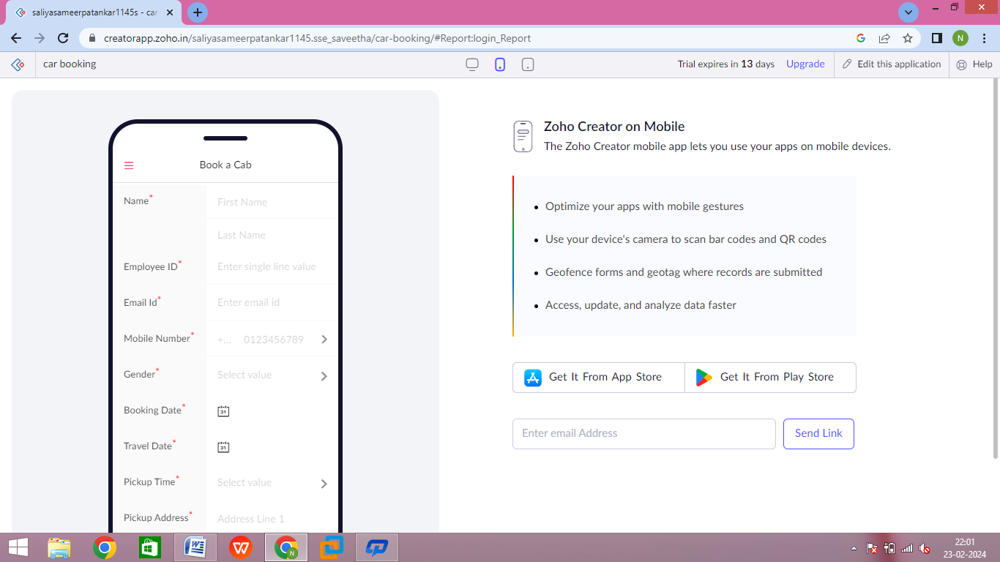 saliyasameerpatankar1145s - car
creatorapp.zoho.in/saliyasameerpatankar1145.sse_saveetha/car-booking/#Report:login_Report
N
car booking
Trial expires in 13 days
Upgrade
Edit this application
Help
Book a Cab
Name*
First Name
Last Name
Employee ID*
Enter single line value
Email Id*
Enter email id
Mobile Number*
+... 0123456789
Gender*
Select value
Booking Date*
31
Travel Date*
31
Pickup Time*
Select value
Pickup Address*
Address Line 1
Zoho Creator on Mobile
The Zoho Creator mobile app lets you use your apps on mobile devices.
• Optimize your apps with mobile gestures
• Use your device's camera to scan bar codes and QR codes
• Geofence forms and geotag where records are submitted
• Access, update, and analyze data faster
Get It From App Store
Get It From Play Store
Enter email Address
Send Link
W
W
N
22:01
23-02-2024